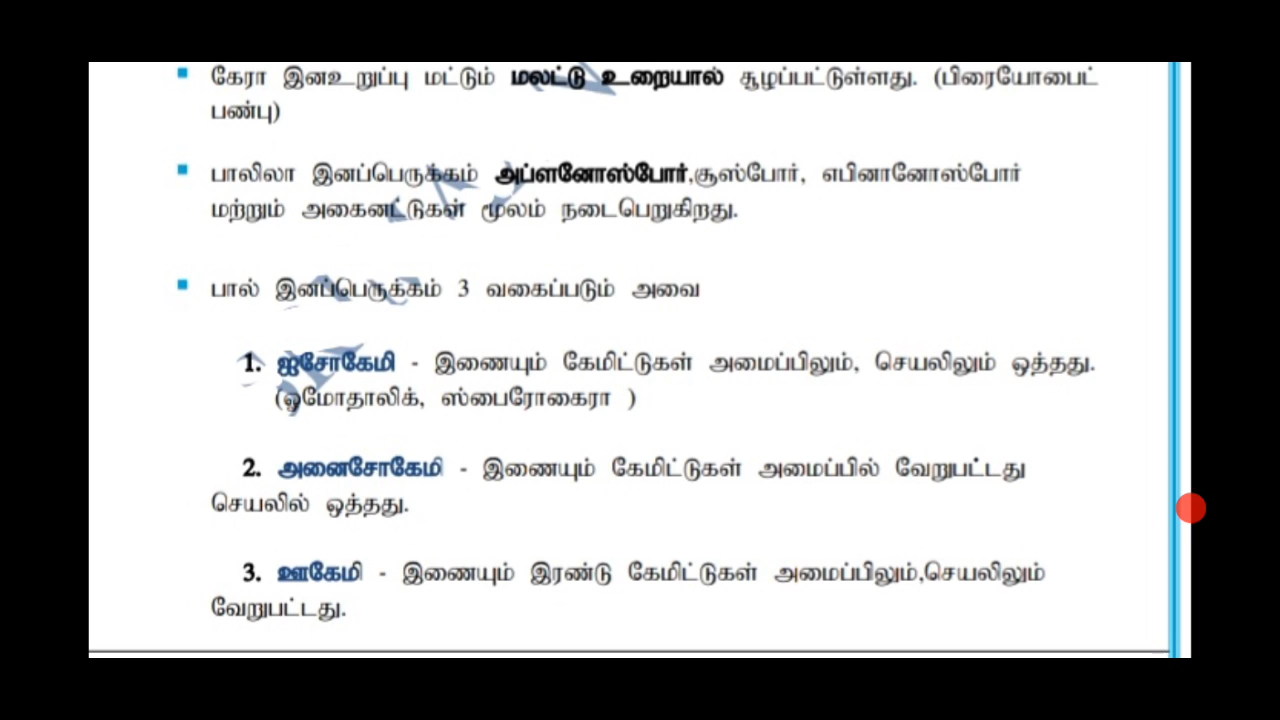 கேரா இனஉறுப்பு மட்டும் மலட்டு உறையால் சூழப்பட்டுள்ளது. (பிரையோபைட்
பண்பு)
பாலிலா இனப்பெருக்கம் அப்ளனோஸ்போர்,சூஸ்போர், எபினானோஸ்போர்
மற்றும் அகைனட்டுகள் மூலம் நடைபெறுகிறது.
பால் இனப்பெருக்கம் 3 வகைப்படும் அவை
1. ஐசோகேமி - இணையும் கேமிட்டுகள் அமைப்பிலும், செயலிலும் ஒத்தது.
(ஓமோதாலிக், ஸ்பைரோகைரா )
2. அனைசோகேமி - இணையும் கேமிட்டுகள் அமைப்பில் வேறுபட்டது
செயலில் ஒத்தது.
3. ஊகேமி - இணையும் இரண்டு கேமிட்டுகள் அமைப்பிலும்,செயலிலும்
வேறுபட்டது.